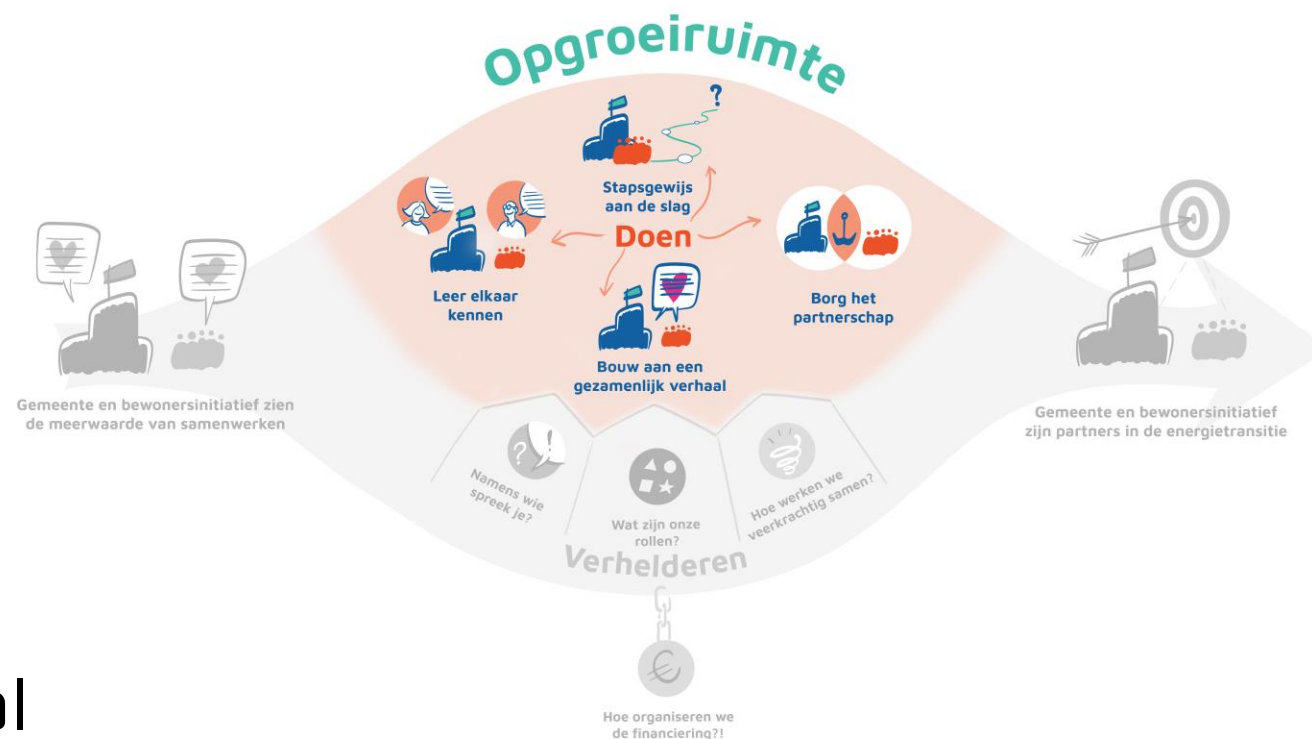 Opgroeiruimte
?
Stapsgewijs
aan de slag
Doen
Leer elkaar
kennen
Borg het
partnerschap
Bouw aan een
gezamenlijk verhaal
Gemeente en bewonersinitiatief zien
de meerwaarde van samenwerken
Gemeente en bewonersinitiatief
zijn partners in de energietransitie
? !
Namens wie
spreek je?
Wat zijn onze
rollen?
Hoe werken we
veerkrachtig samen?
Verhelderen
€
Hoe organiseren we
de financiering?!